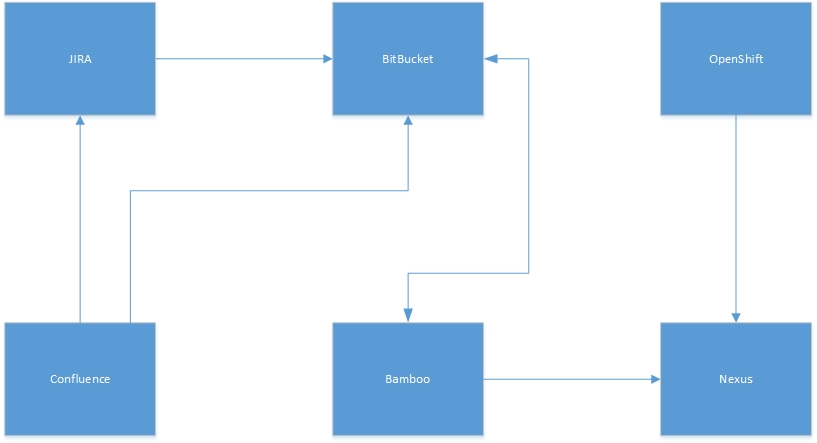 JIRA
BitBucket
OpenShift
Confluence
Bamboo
Nexus